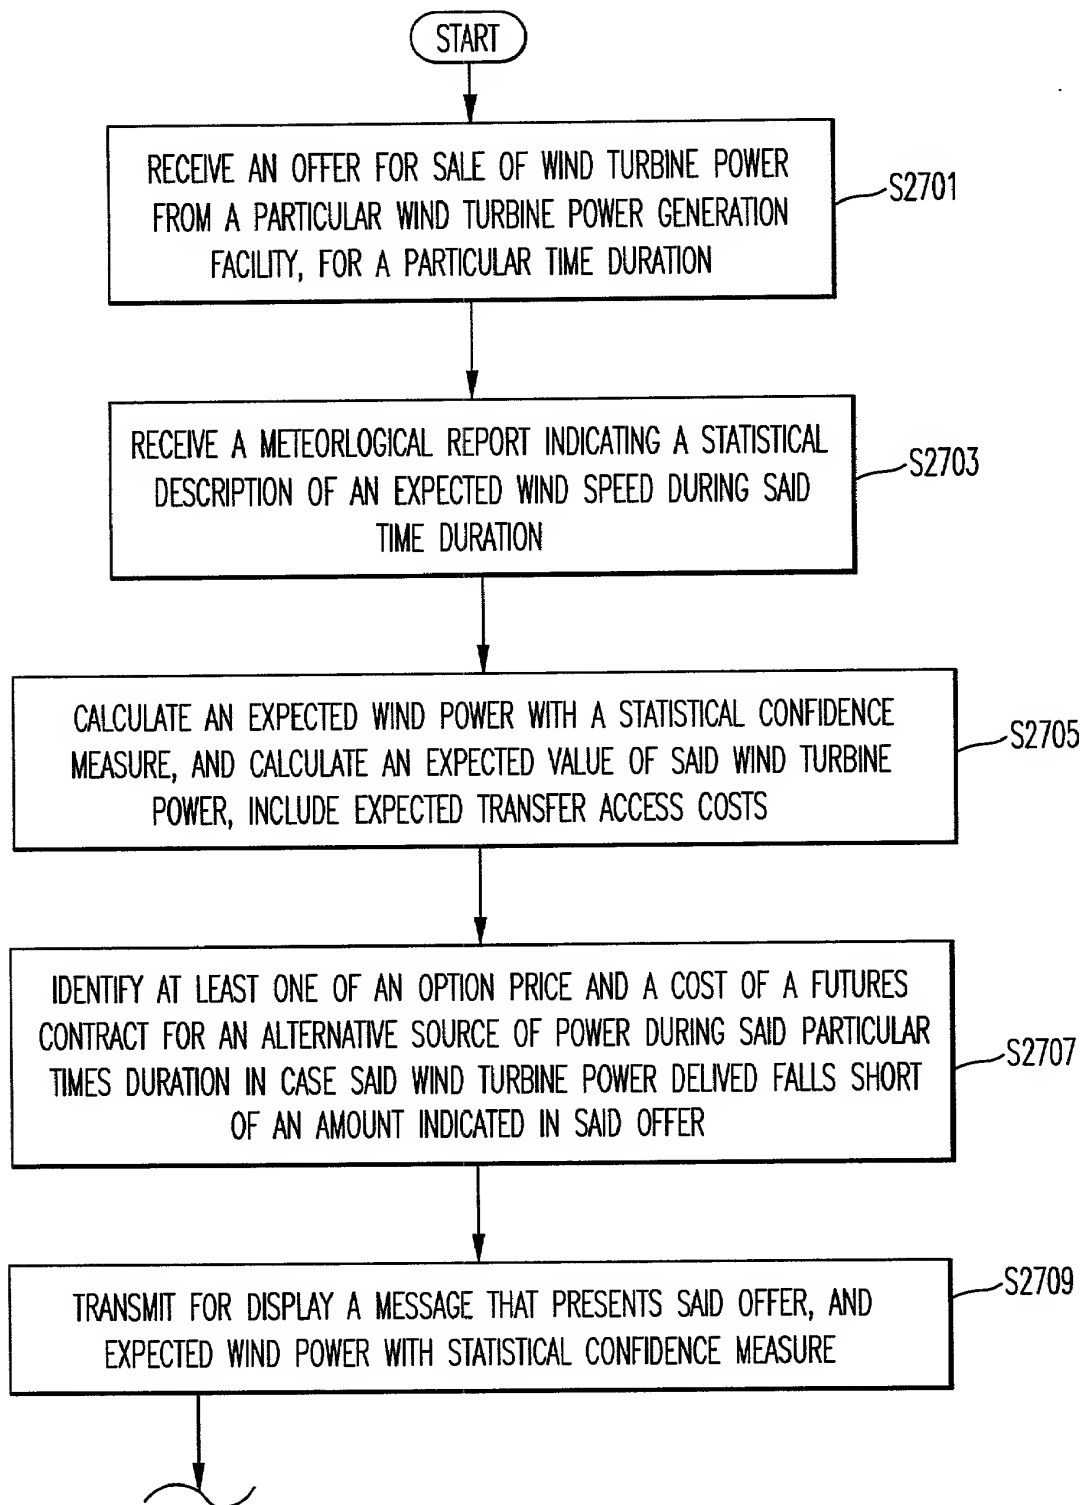 START
RECEIVE AN OFFER FOR SALE OF WIND TURBINE POWER
FROM A PARTICULAR WIND TURBINE POWER GENERATION
FACILITY, FOR A PARTICULAR TIME DURATION
S2701
RECEIVE A METEORLOGICAL REPORT INDICATING A STATISTICAL
DESCRIPTION OF AN EXPECTED WIND SPEED DURING SAID
TIME DURATION
S2703
CALCULATE AN EXPECTED WIND POWER WITH A STATISTICAL CONFIDENCE
MEASURE, AND CALCULATE AN EXPECTED VALUE OF SAID WIND TURBINE
POWER, INCLUDE EXPECTED TRANSFER ACCESS COSTS
S2705
IDENTIFY AT LEAST ONE OF AN OPTION PRICE AND A COST OF A FUTURES
CONTRACT FOR AN ALTERNATIVE SOURCE OF POWER DURING SAID PARTICULAR
TIMES DURATION IN CASE SAID WIND TURBINE POWER DELIVED FALLS SHORT
OF AN AMOUNT INDICATED IN SAID OFFER
S2707
TRANSMIT FOR DISPLAY A MESSAGE THAT PRESENTS SAID OFFER, AND
EXPECTED WIND POWER WITH STATISTICAL CONFIDENCE MEASURE
S2709